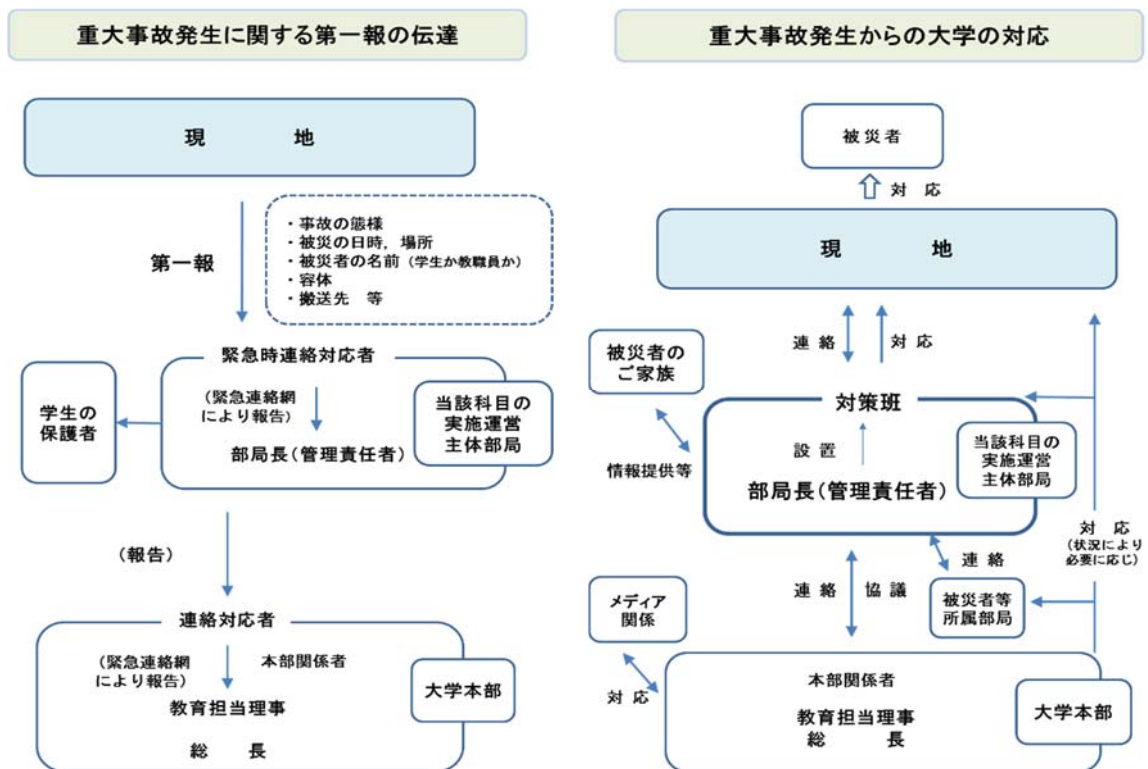 重大事故発生に関する第一報の伝達
現　　地
第一報
・事故の態様
・被災の日時，場所
・被災者の名前（学生か教職員か）
・容体
・搬送先　等
緊急時連絡対応者
（緊急連絡網
により報告）
部局長（管理責任者）
当該科目の
実施運営
主体部局
学生の
保護者
（報告）
連絡対応者
（緊急連絡網
により報告）
本部関係者
教育担当理事
総　　長
大学本部
重大事故発生からの大学の対応
被災者
対　応
現　　地
連　絡
対　応
被災者の
ご家族
情報提供等
対策班
設　置
部局長（管理責任者）
当該科目の
実施運営
主体部局
対　応
（状況により
必要に応じ）
連　絡
被災者等
所属部局
連　絡
協　議
メディア
関係
対　応
本部関係者
教育担当理事
総　　長
大学本部